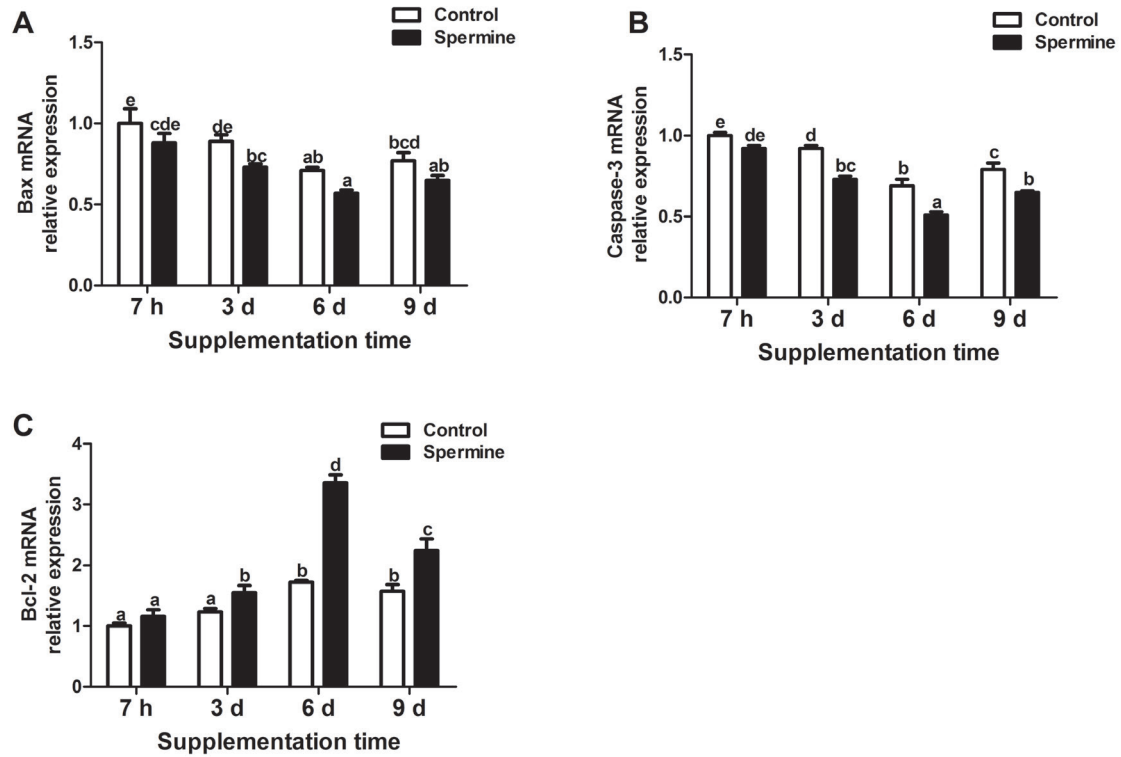 A
Control
Spermine
Bax mRNA
relative expression
1.5
1.0
0.5
0.0
e
cde
de
bc
ab
a
bcd
ab
7 h
3 d
6 d
9 d
Supplementation time
B
Control
Spermine
Caspase-3 mRNA
relative expression
1.5
1.0
0.5
0.0
e
de
d
bc
b
a
c
b
7 h
3 d
6 d
9 d
Supplementation time
C
Control
Spermine
Bcl-2 mRNA
relative expression
4
3
2
1
0
a
a
a
b
b
d
b
c
7 h
3 d
6 d
9 d
Supplementation time